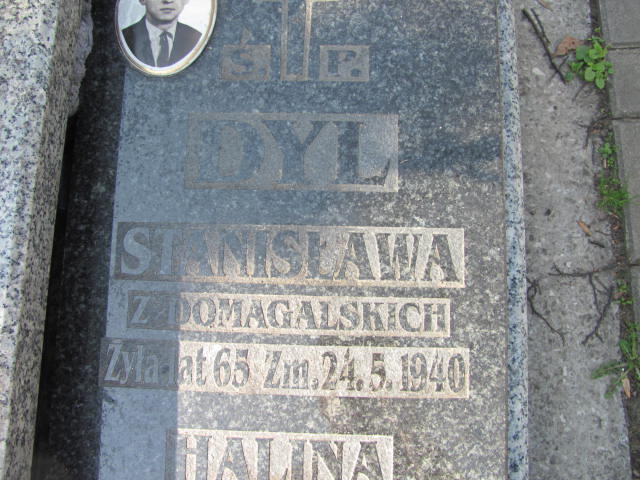 Ś. P.
DYL
STANISŁAWA
Z DOMAGALSKICH
Żyła lat 65 Zm. 24.5.1940
HALINA